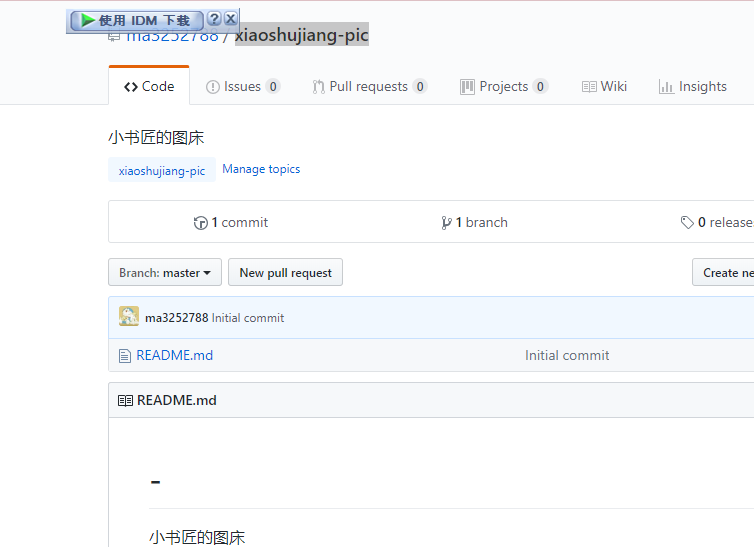 使用 IDM 下载 ?
ma3252788 / xiaoshujiang-pic
Code Issues 0 Pull requests 0 Projects 0 Wiki Insights
小书匠的图床
xiaoshujiang-pic Manage topics
1 commit 1 branch 0 release
Branch: master New pull request Create ne
ma3252788 Initial commit
README.md Initial commit
README.md
-
小书匠的图床